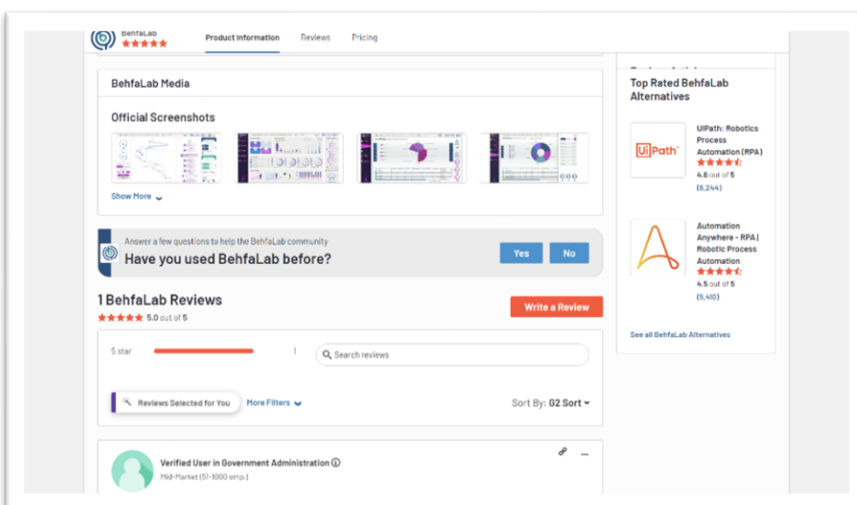 BehfaLab
Product Information
Reviews
Pricing
BehfaLab Media
Official Screenshots
Show More
Answer a few questions to help the BehfaLab community
Have you used BehfaLab before?
Yes
No
1 BehfaLab Reviews
5.0 out of 5
Write a Review
5 star
1
Search reviews
Reviews Selected for You
More Filters
Sort By: G2 Sort
Verified User in Government Administration
Mid-Market (51-1000 emp.)
Top Rated BehfaLab
Alternatives
UiPath
UiPath: Robotics
Process
Automation (RPA)
4.6 out of 5
(6,244)
Automation
Anywhere - RPA |
Robotic Process
Automation
4.5 out of 5
(5,410)
See all BehfaLab Alternatives